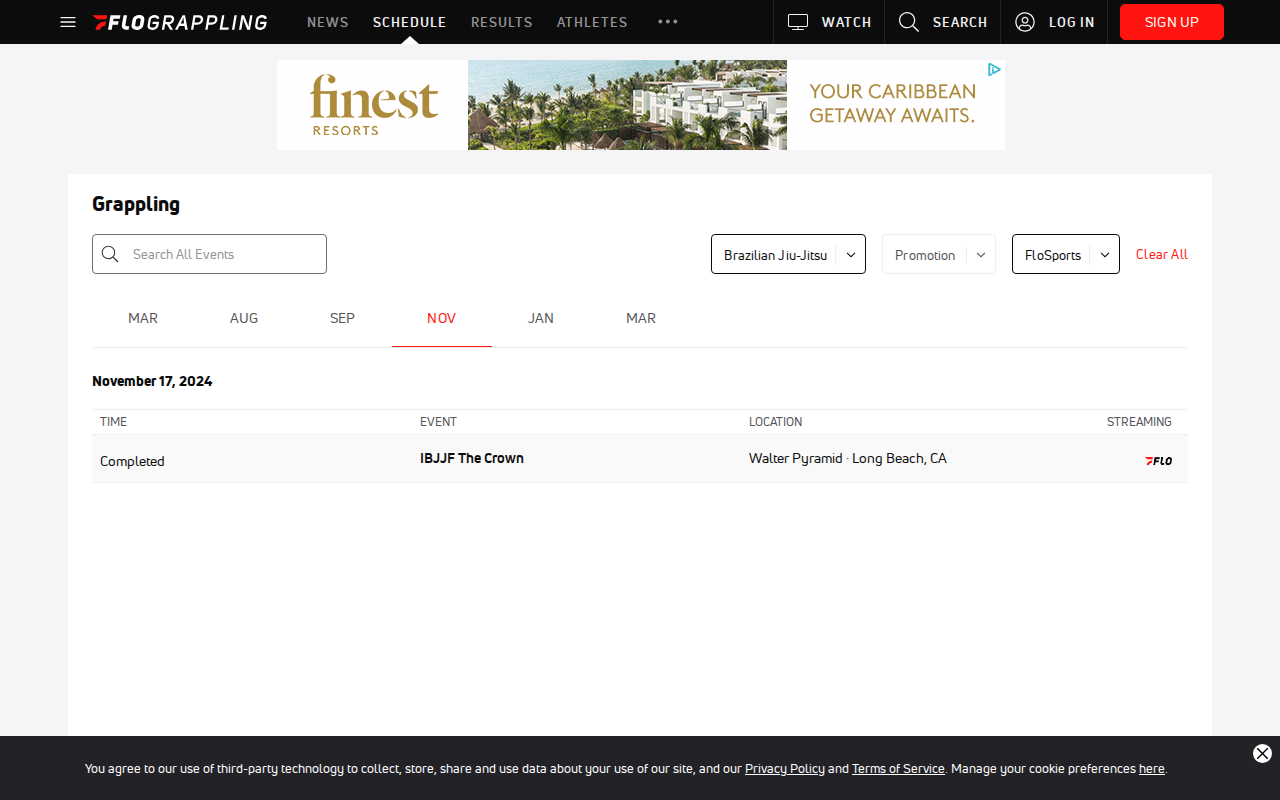 FLOGRAPPLING NEWS SCHEDULE RESULTS ATHLETES ••• WATCH SEARCH LOG IN SIGN UP
finest
RESORTS
YOUR CARIBBEAN
GETAWAY AWAITS.
Grappling
Search All Events Brazilian Jiu-Jitsu Promotion FloSports Clear All
MAR AUG SEP NOV JAN MAR
November 17, 2024
TIME EVENT LOCATION STREAMING
Completed IBJJF The Crown Walter Pyramid · Long Beach, CA FLO
You agree to our use of third-party technology to collect, store, share and use data about your use of our site, and our Privacy Policy and Terms of Service. Manage your cookie preferences here.